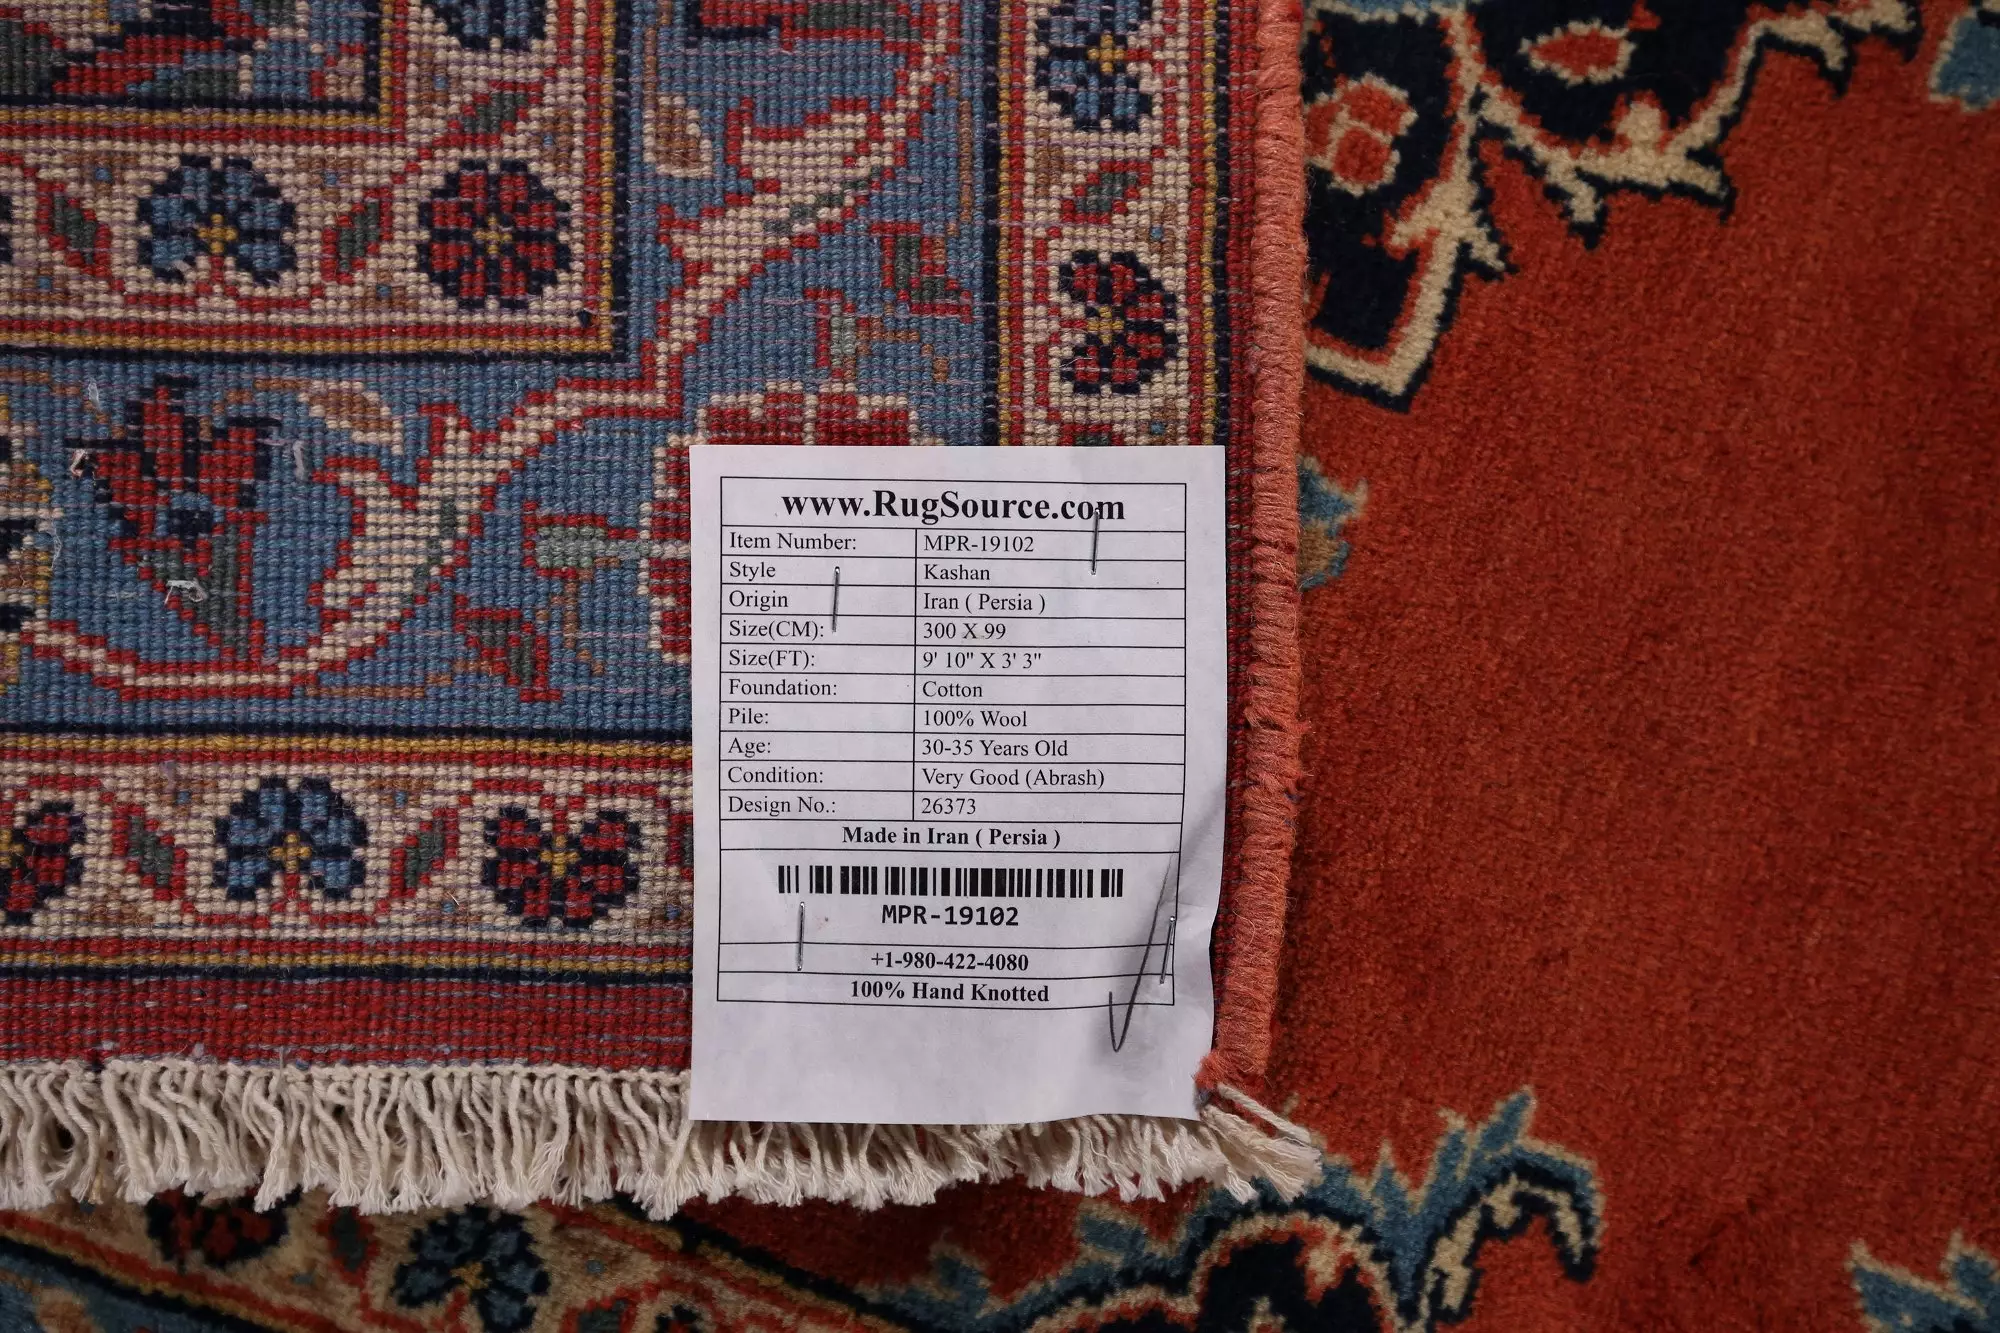 www.RugSource.com
Item Number: MPR-19102
Style Kashan
Origin Iran ( Persia )
Size(CM): 300 X 99
Size(FT): 9' 10" X 3' 3"
Foundation: Cotton
Pile: 100% Wool
Age: 30-35 Years Old
Condition: Very Good (Abrash)
Design No.: 26373
Made in Iran ( Persia )
MPR-19102
+1-980-422-4080
100% Hand Knotted